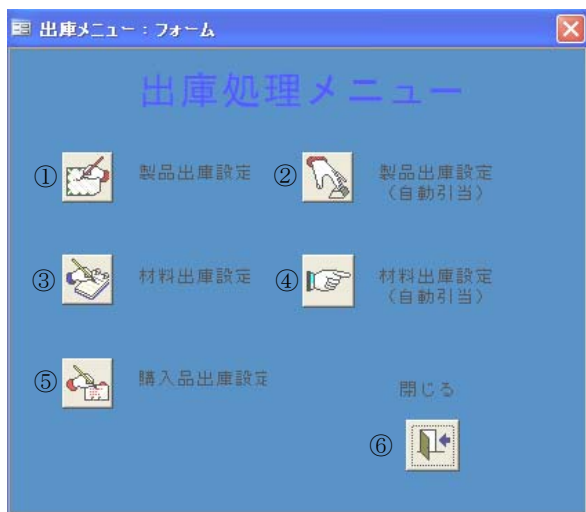 出庫メニュー：フォーム
出庫処理メニュー
① 製品出庫設定
② 製品出庫設定
（自動引当）
③ 材料出庫設定
④ 材料出庫設定
（自動引当）
⑤ 購入品出庫設定
閉じる
⑥